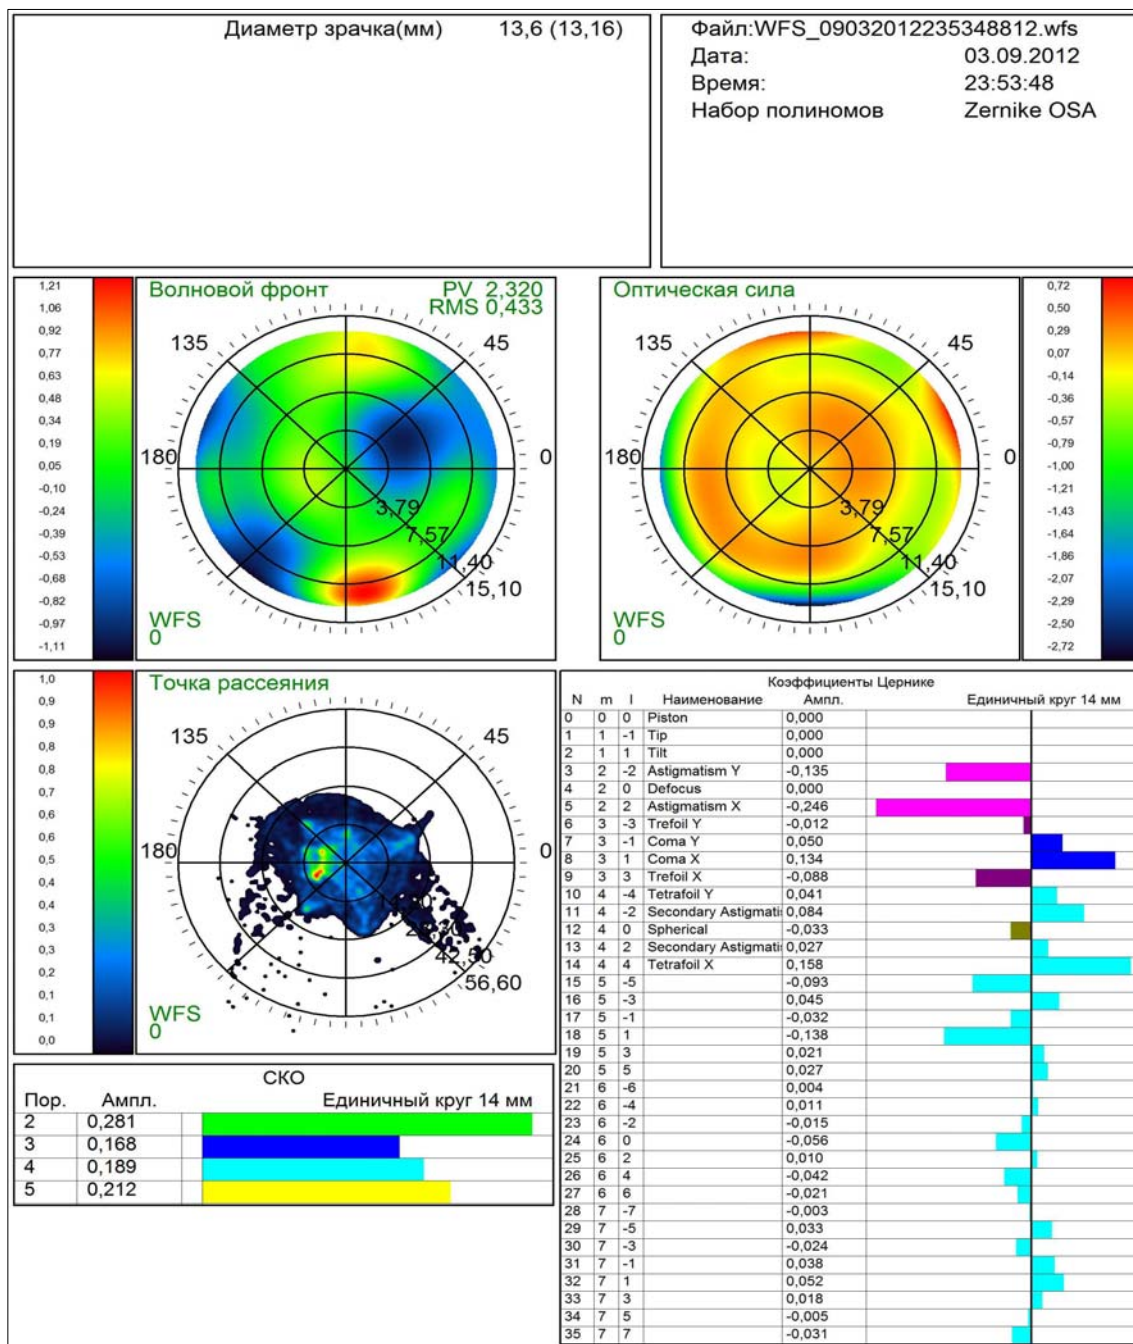 Диаметр зрачка(мм) 13,6 (13,16)
Файл:WFS_09032012235348812.wfs
Дата: 03.09.2012
Время: 23:53:48
Набор полиномов Zernike OSA
Волновой фронт
PV 2,320
RMS 0,433
1,21
1,06
0,92
0,77
0,63
0,48
0,34
0,19
0,05
-0,10
-0,24
-0,39
-0,53
-0,68
-0,82
-0,97
-1,11
135
45
180
0
3,79
7,57
11,40
15,10
WFS
0
Оптическая сила
135
45
180
0
3,79
7,57
11,40
15,10
WFS
0
0,72
0,50
0,29
0,07
-0,14
-0,36
-0,57
-0,79
-1,00
-1,21
-1,43
-1,64
-1,86
-2,07
-2,29
-2,50
-2,72
Точка рассеяния
1,0
0,9
0,9
0,8
0,8
0,7
0,6
0,6
0,5
0,4
0,4
0,3
0,3
0,2
0,1
0,1
0,0
135
45
180
0
42,50
56,60
WFS
0
СКО
Пор. Ампл. Единичный круг 14 мм
2 0,281
3 0,168
4 0,189
5 0,212
Коэффициенты Цернике
N m l Наименование Ампл. Единичный круг 14 мм
0 0 0 Piston 0,000
1 1 -1 Tip 0,000
2 1 1 Tilt 0,000
3 2 -2 Astigmatism Y -0,135
4 2 0 Defocus 0,000
5 2 2 Astigmatism X -0,246
6 3 -3 Trefoil Y -0,012
7 3 -1 Coma Y 0,050
8 3 1 Coma X 0,134
9 3 3 Trefoil X -0,088
10 4 -4 Tetrafoil Y 0,041
11 4 -2 Secondary Astigmati 0,084
12 4 0 Spherical -0,033
13 4 2 Secondary Astigmati 0,027
14 4 4 Tetrafoil X 0,158
15 5 -5 -0,093
16 5 -3 0,045
17 5 -1 -0,032
18 5 1 -0,138
19 5 3 0,021
20 5 5 0,027
21 6 -6 0,004
22 6 -4 0,011
23 6 -2 -0,015
24 6 0 -0,056
25 6 2 0,010
26 6 4 -0,042
27 6 6 -0,021
28 7 -7 -0,003
29 7 -5 0,033
30 7 -3 -0,024
31 7 -1 0,038
32 7 1 0,052
33 7 3 0,018
34 7 5 -0,005
35 7 7 -0,031